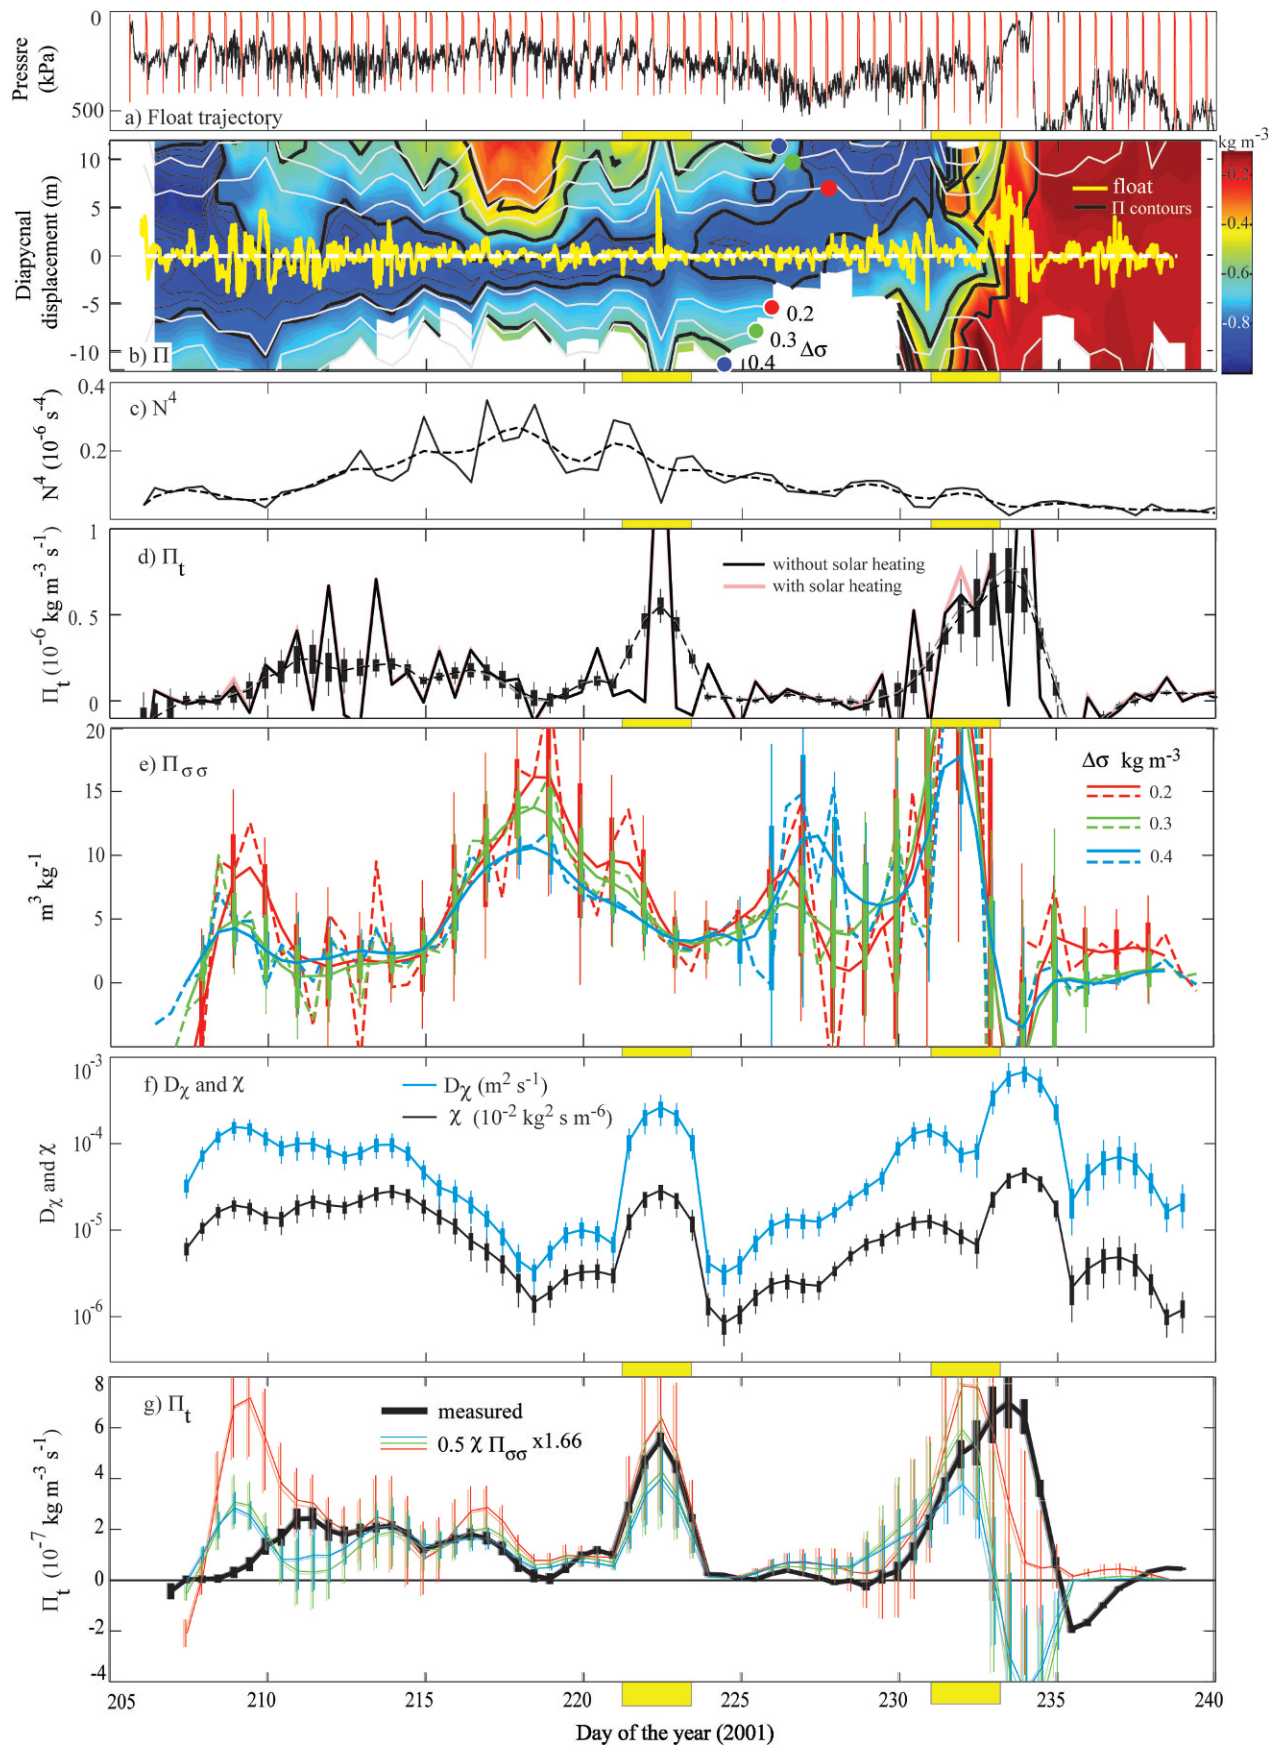 0
Pressre
(kPa)
500
a) Float trajectory
kg m-3
10
5
0
-5
-10
Diapycnal
displacement (m)
float
Π contours
-0.2
-0.4
-0.6
-0.8
0.2
0.3 Δσ
0.4
b) Π
0.4
c) N4
0.2
N4 (10-6 s-4)
1
d) Πt
without solar heating
with solar heating
0.5
0
Πt (10-6 kg m-3 s-1)
20
e) Πσσ
Δσ kg m-3
0.2
0.3
0.4
15
10
5
0
m3 kg-1
10-3
f) Dχ and χ
Dχ (m2 s-1)
χ (10-2 kg2 s m-6)
10-4
10-5
10-6
Dχ and χ
8
g) Πt
measured
0.5 χ Πσσ x1.66
6
4
2
0
-2
-4
Πt (10-7 kg m-3 s-1)
205 210 215 220 225 230 235 240
Day of the year (2001)